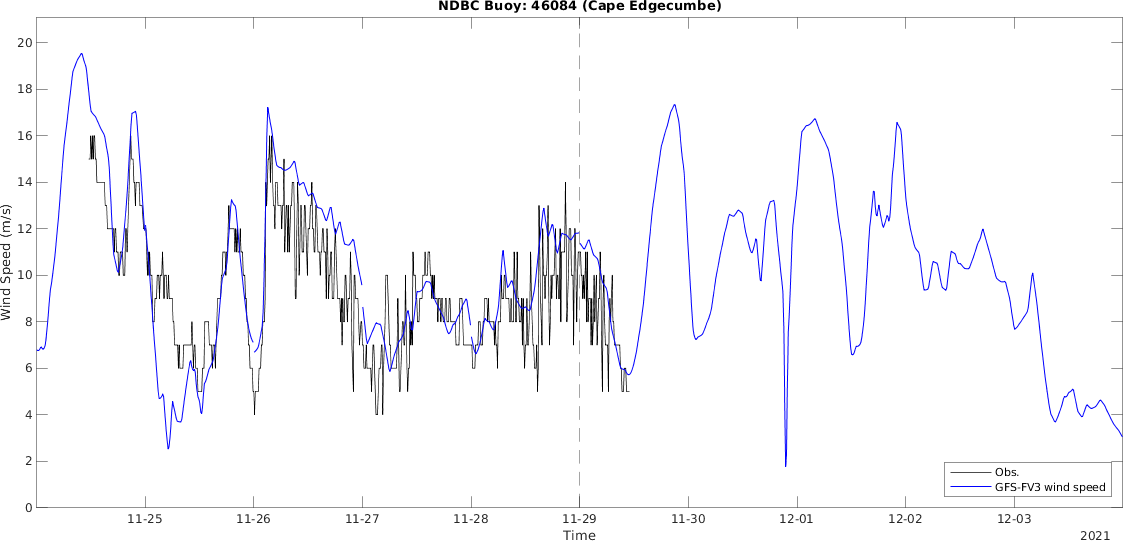 NDBC Buoy: 46084 (Cape Edgecumbe)
Wind Speed (m/s)
20
18
16
14
12
10
8
6
4
2
0
11-25 11-26 11-27 11-28 11-29 11-30 12-01 12-02 12-03
Time
2021
Obs.
GFS-FV3 wind speed